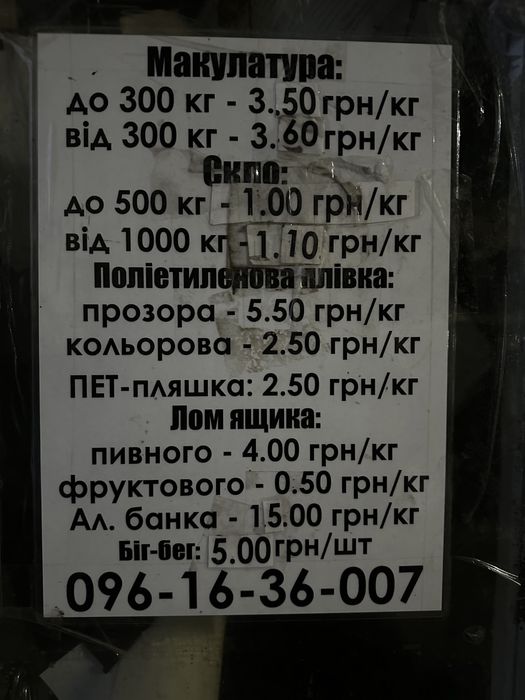 Макулатура:
до 300 кг - 3.50 грн/кг
від 300 кг - 3.60 грн/кг
Скло:
до 500 кг - 1.00 грн/кг
від 1000 кг - 1.10 грн/кг
Поліетиленова плівка:
прозора - 5.50 грн/кг
кольорова - 2.50 грн/кг
ПЕТ-пляшка: 2.50 грн/кг
Лом ящика:
пивного - 4.00 грн/кг
фруктового - 0.50 грн/кг
Ал. банка - 15.00 грн/кг
Біг-бег: 5.00 грн/шт
096-16-36-007